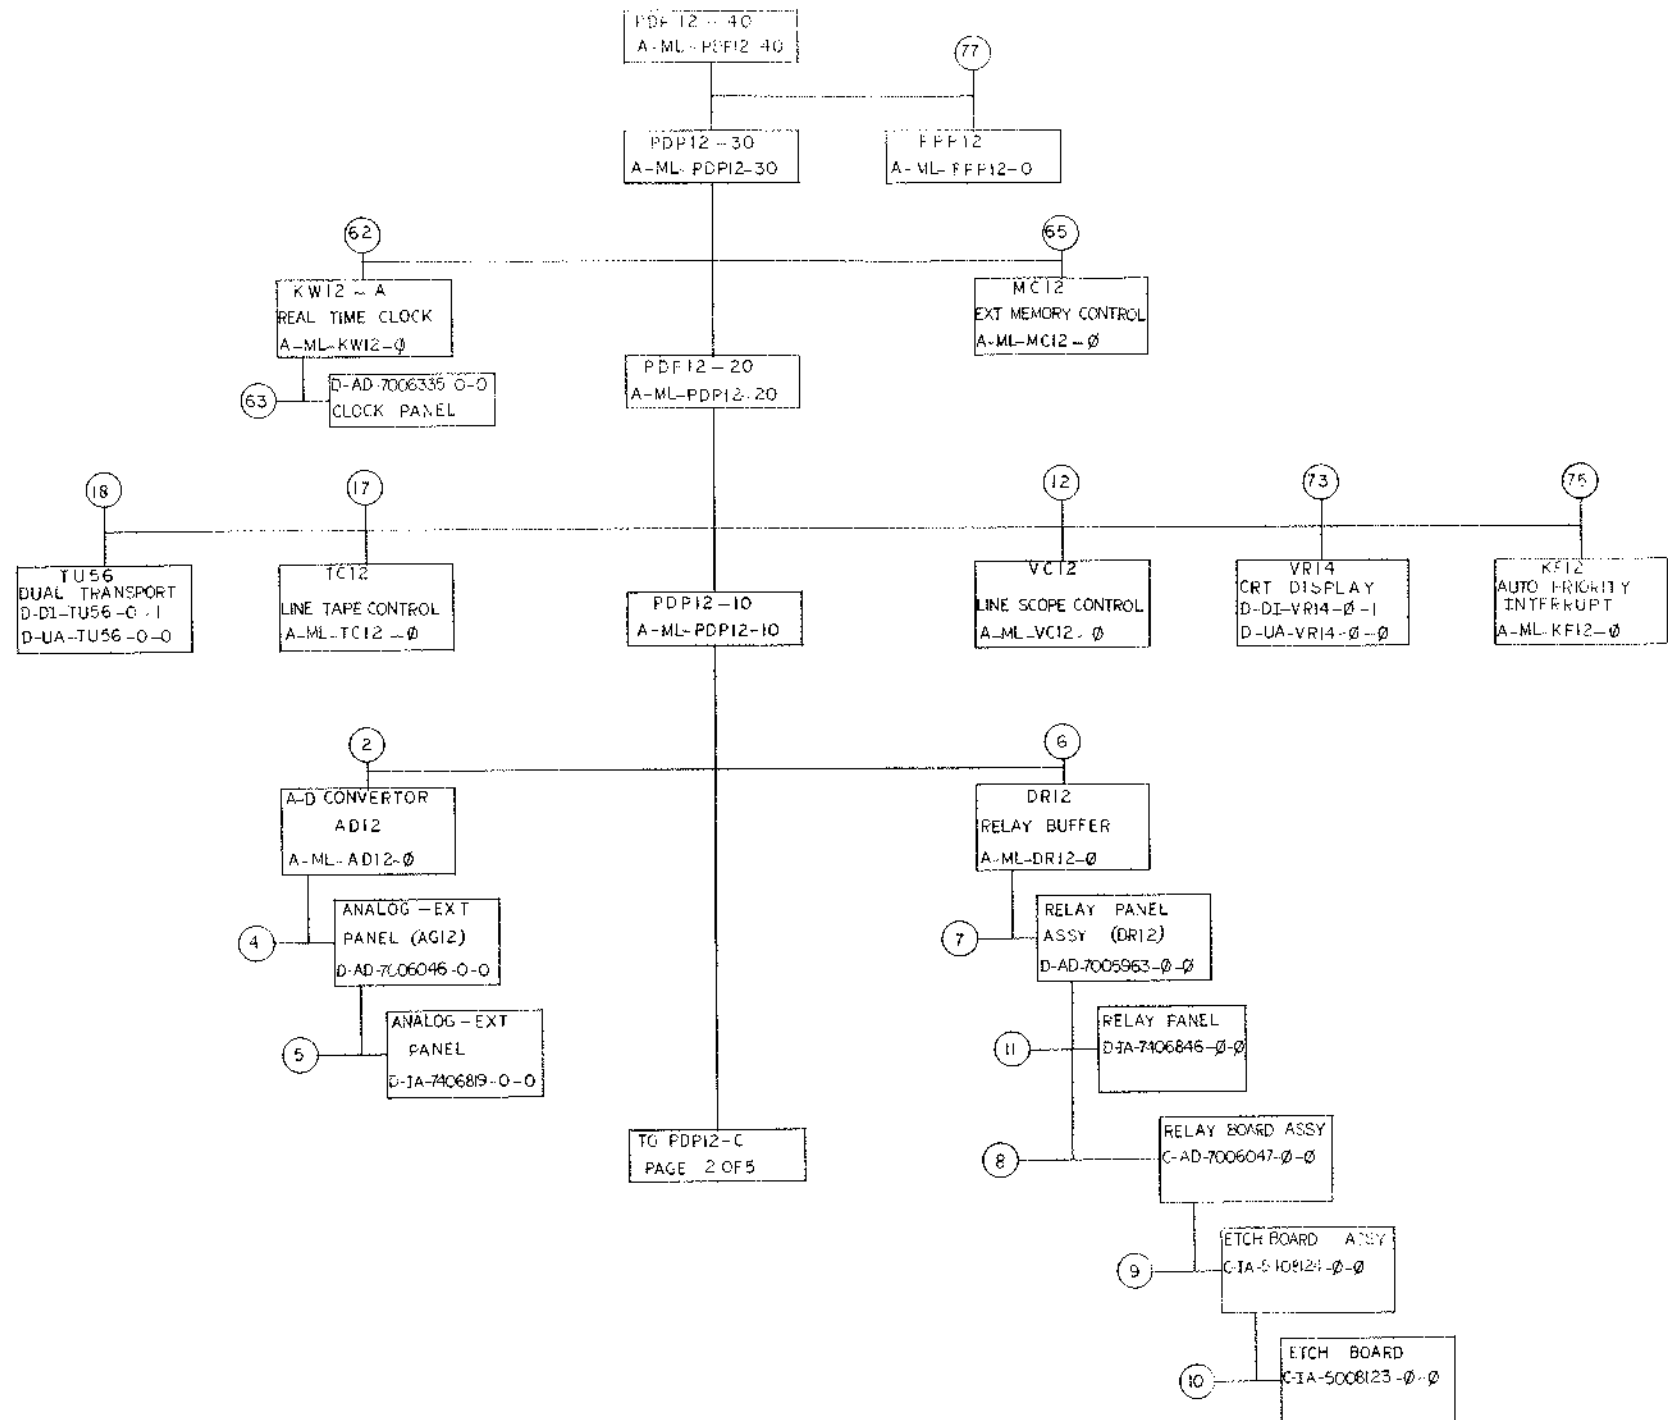 PDP12-40
A-ML-PDP12-40
77
PDP12-30
A-ML-PDP12-30
FPP12
A-ML-FPP12-0
62
65
KW12-A
REAL TIME CLOCK
A-ML-KW12-Ø
MC12
EXT MEMORY CONTROL
A-ML-MC12-Ø
63
D-AD-7006335-0-0
CLOCK PANEL
PDP12-20
A-ML-PDP12-20
18
17
12
73
TU56
DUAL TRANSPORT
D-DI-TU56-0-1
D-UA-TU56-0-0
TC12
LINE TAPE CONTROL
A-ML-TC12-Ø
PDP12-10
A-ML-PDP12-10
VC12
LINE SCOPE CONTROL
A-ML-VC12-Ø
VR14
CRT DISPLAY
D-DI-VR14-Ø-1
D-UA-VR14-Ø-Ø
KF12
AUTO PRIORITY
INTERRUPT
A-ML-KF12-Ø
2
6
A-D CONVERTOR
AD12
A-ML-AD12-Ø
DR12
RELAY BUFFER
A-ML-DR12-Ø
4
ANALOG-EXT
PANEL (AG12)
D-AD-7006046-0-0
7
RELAY PANEL
ASSY (DR12)
D-AD-7005963-Ø-Ø
5
ANALOG-EXT
PANEL
D-IA-7406819-0-0
11
RELAY PANEL
D-IA-7406846-Ø-Ø
TO PDP12-C
PAGE 2 OF 5
8
RELAY BOARD ASSY
C-AD-7006047-Ø-Ø
9
ETCH BOARD ASSY
10
ETCH BOARD
C-IA-5008123-Ø-Ø